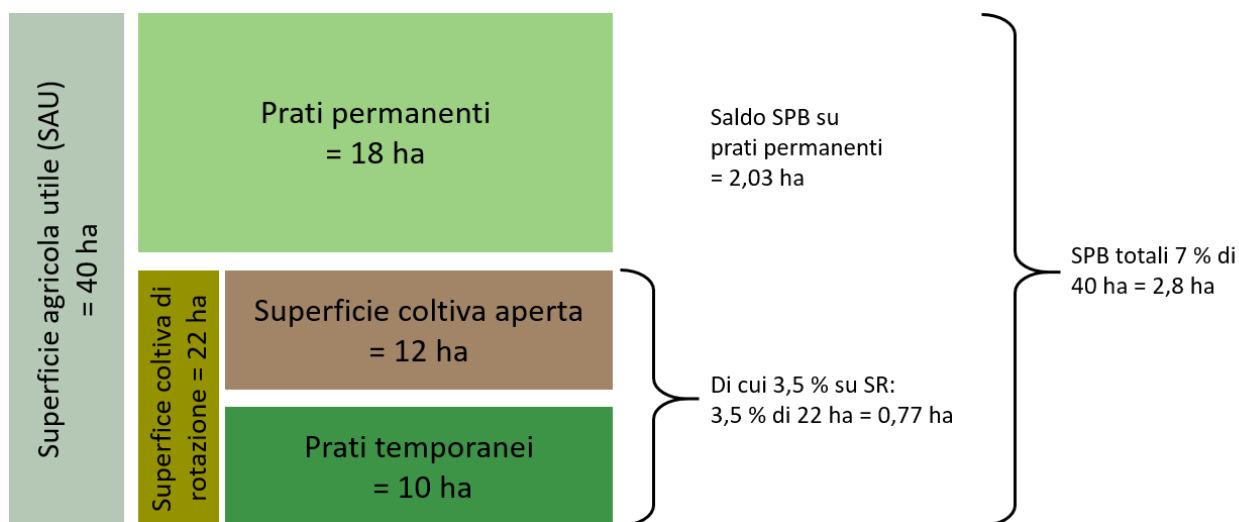 Superficie agricola utile (SAU)
= 40 ha
Prati permanenti
= 18 ha
Saldo SPB su
prati permanenti
= 2,03 ha
Superfice coltiva di
rotazione = 22 ha
Superficie coltiva aperta
= 12 ha
Prati temporanei
= 10 ha
Di cui 3,5 % su SR:
3,5 % di 22 ha = 0,77 ha
SPB totali 7 % di
40 ha = 2,8 ha